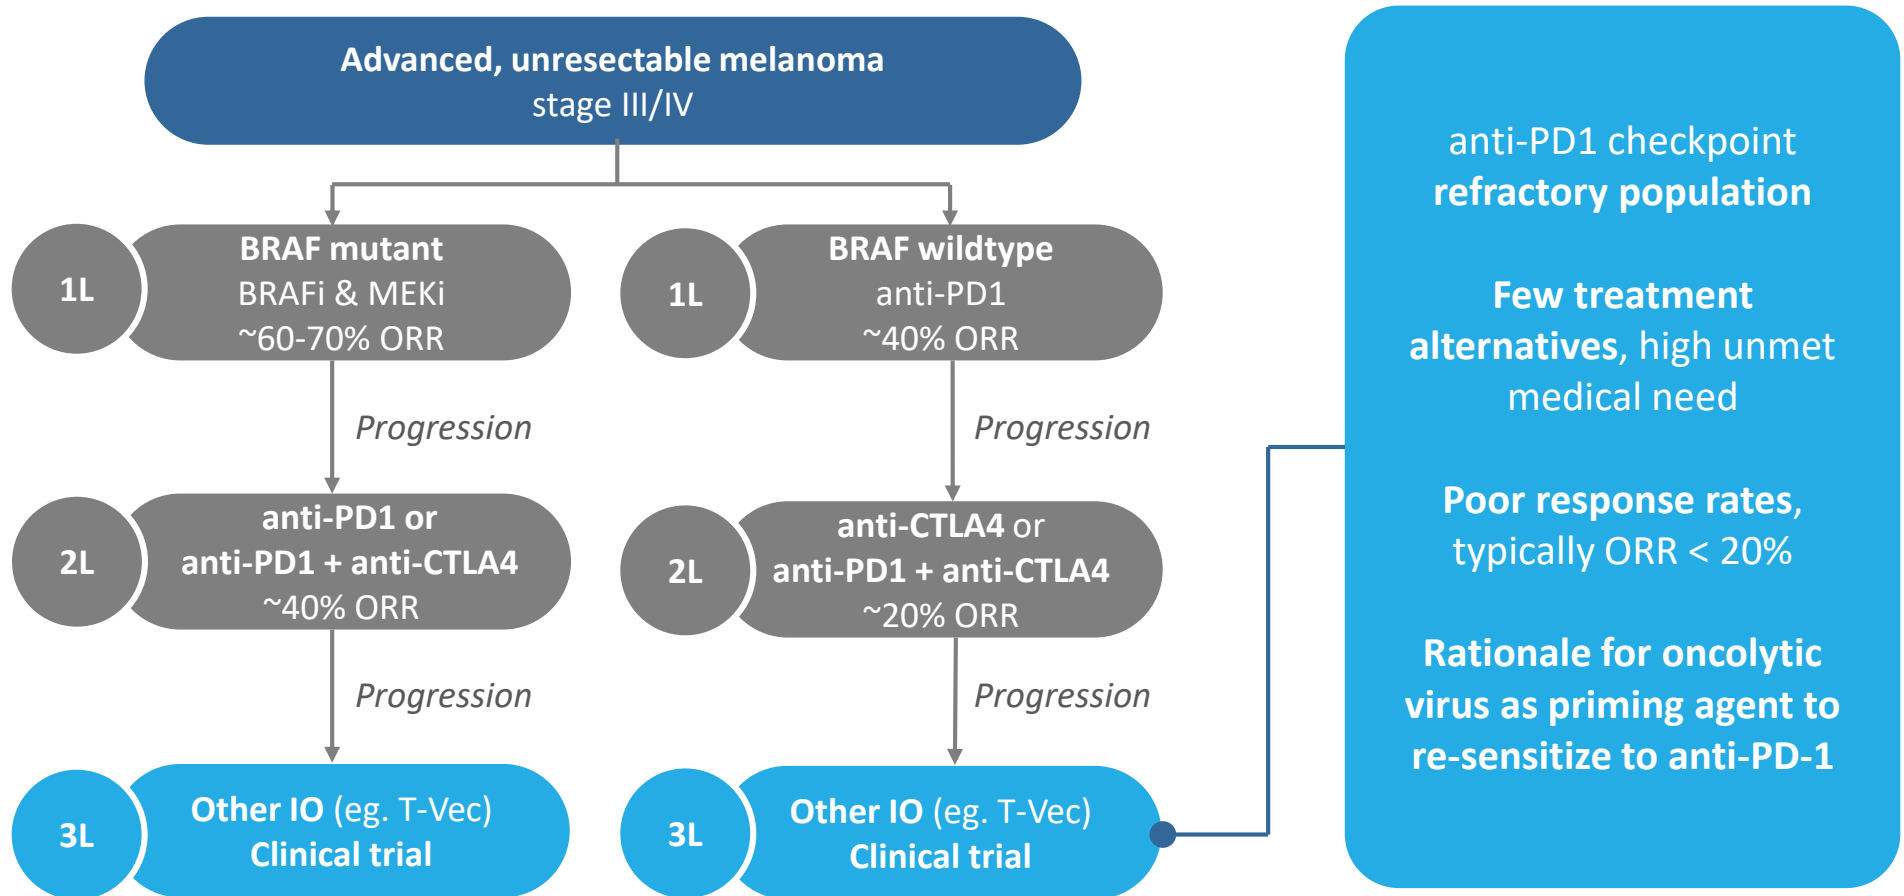 Advanced, unresectable melanoma
stage III/IV
1L
BRAF mutant
BRAFi & MEKi
~60-70% ORR
1L
BRAF wildtype
anti-PD1
~40% ORR
Progression
Progression
2L
anti-PD1 or
anti-PD1 + anti-CTLA4
~40% ORR
2L
anti-CTLA4 or
anti-PD1 + anti-CTLA4
~20% ORR
Progression
Progression
3L
Other IO (eg. T-Vec)
Clinical trial
3L
Other IO (eg. T-Vec)
Clinical trial
anti-PD1 checkpoint
refractory population
Few treatment
alternatives, high unmet
medical need
Poor response rates,
typically ORR < 20%
Rationale for oncolytic
virus as priming agent to
re-sensitize to anti-PD-1